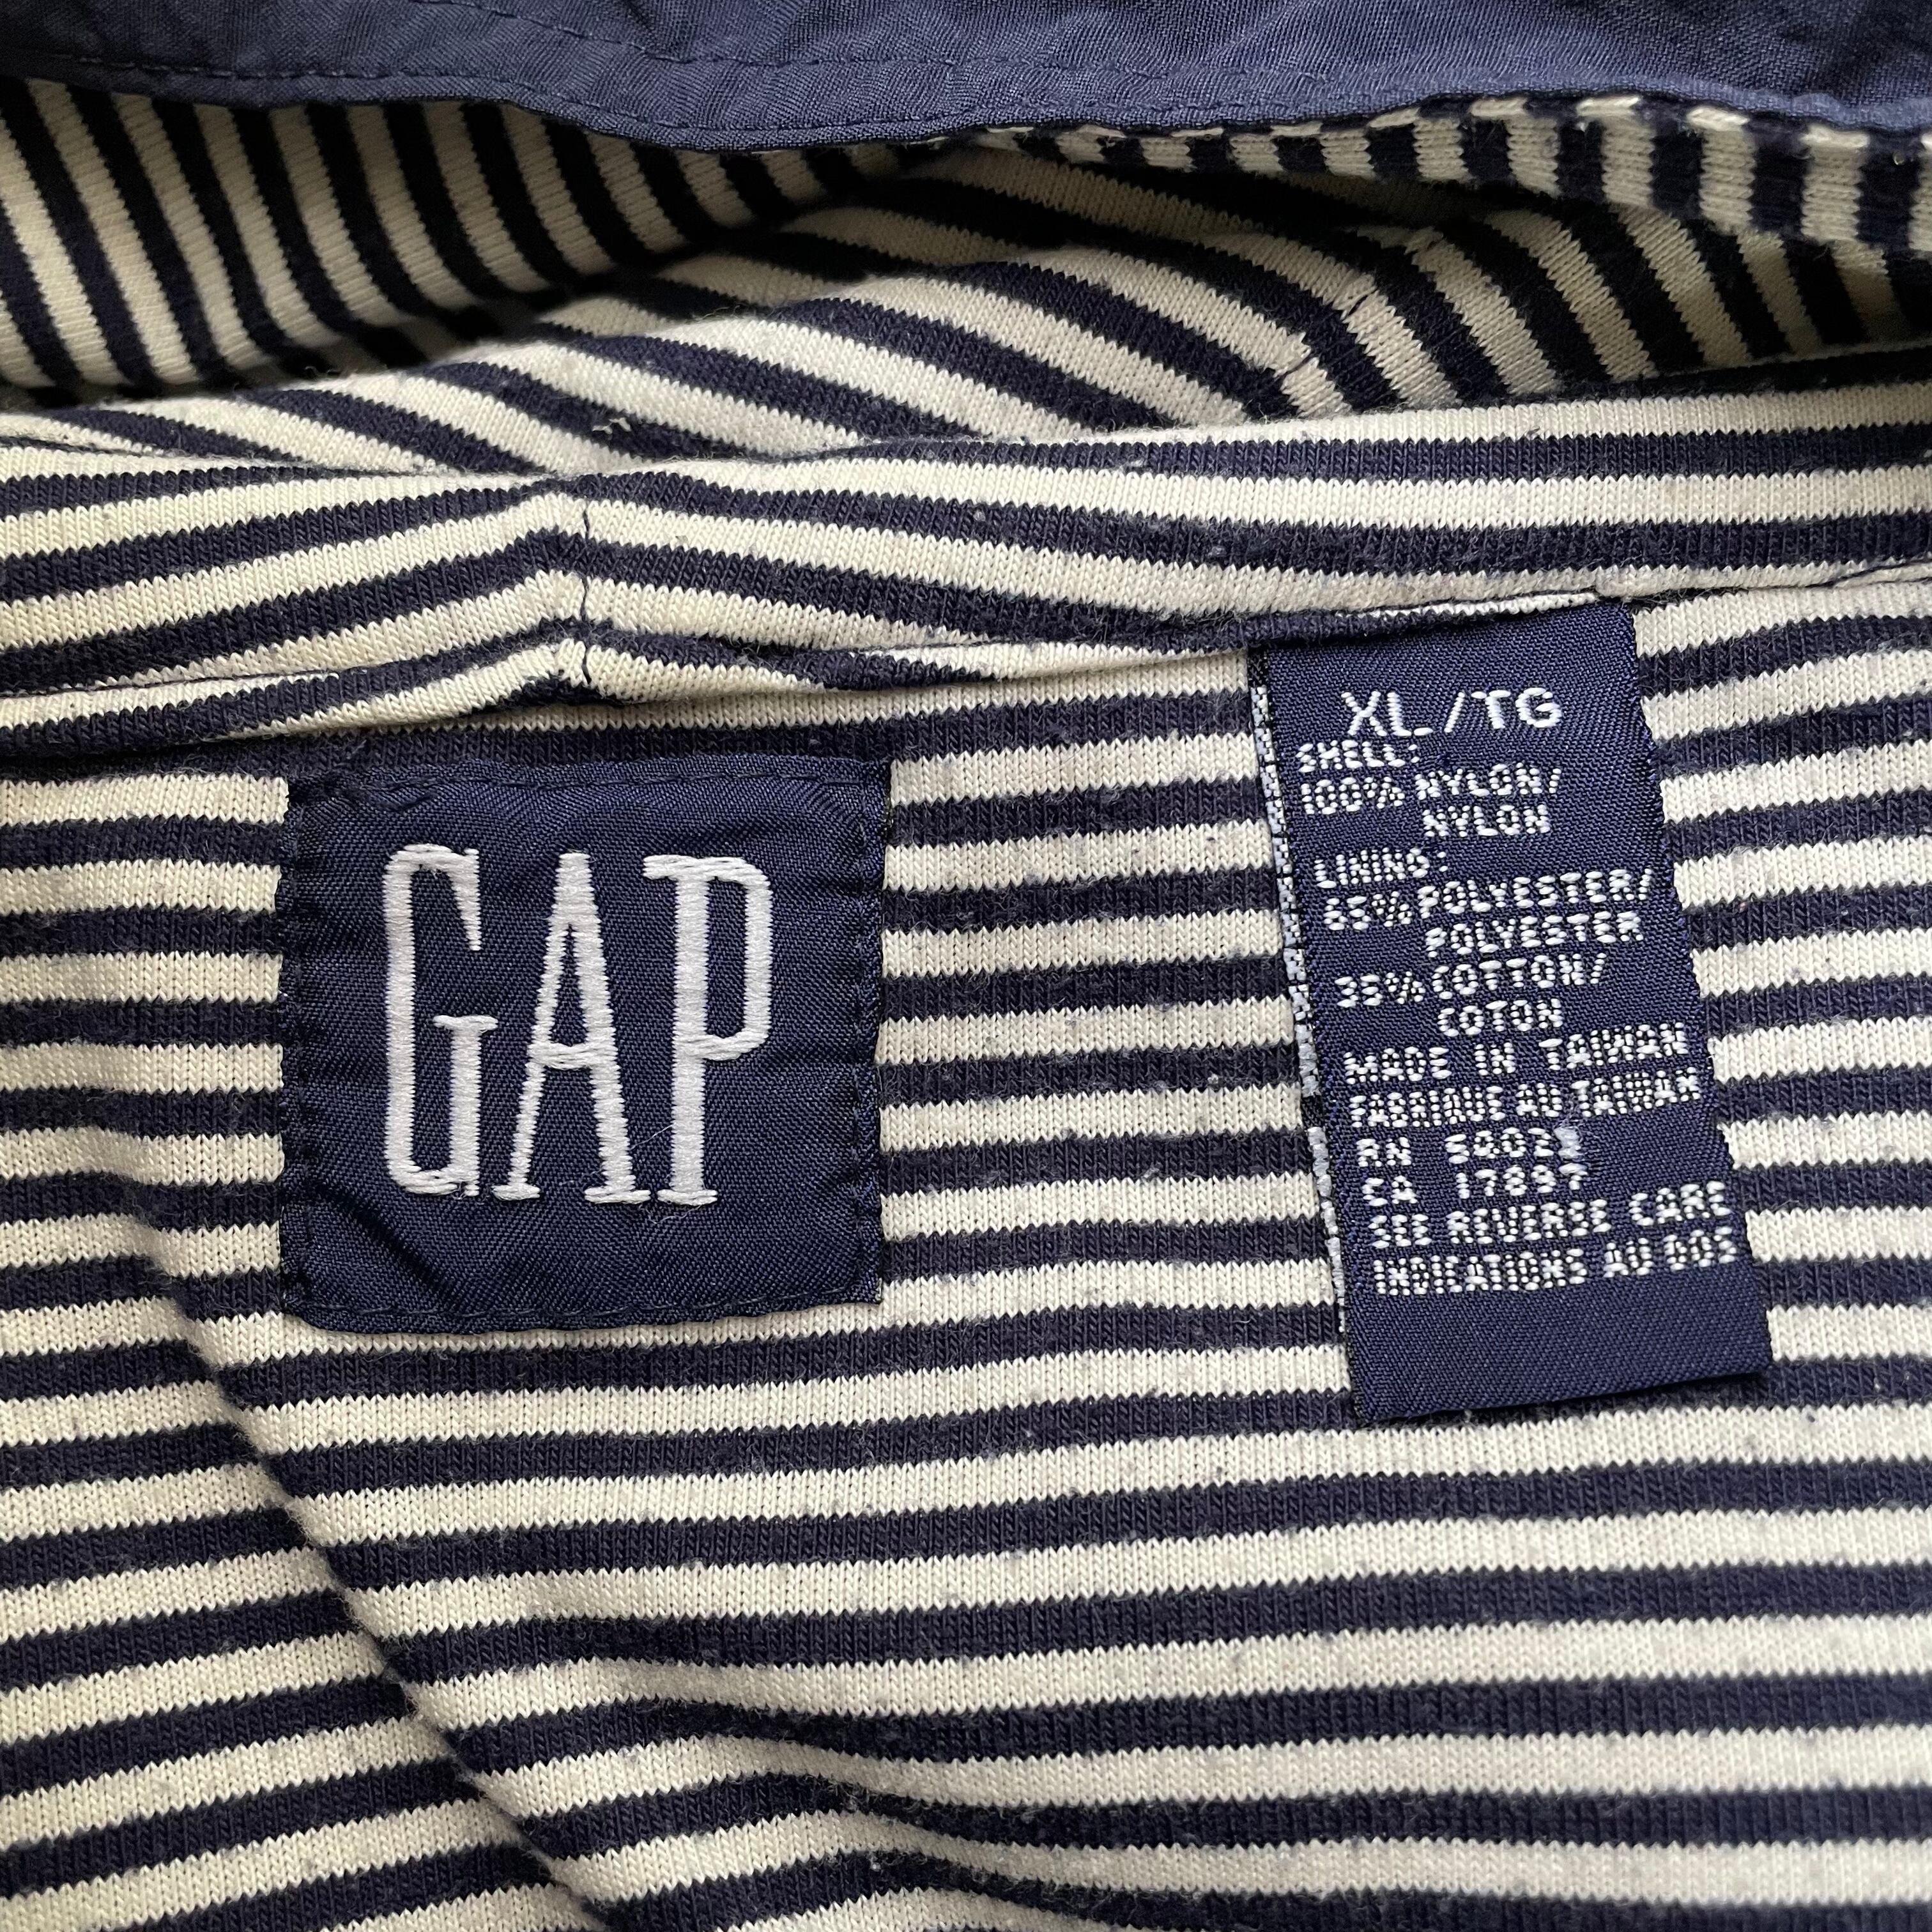 GAP
XL/TG
SHELL:
100% NYLON/
NYLON
LINING:
65% POLYESTER/
POLYESTER
35% COTTON/
COTON
MADE IN TAIWAN
FABRIQUE AU TAIWAN
RN 54023
CA 17897
SEE REVERSE CARE
INDICATIONS AU DOS